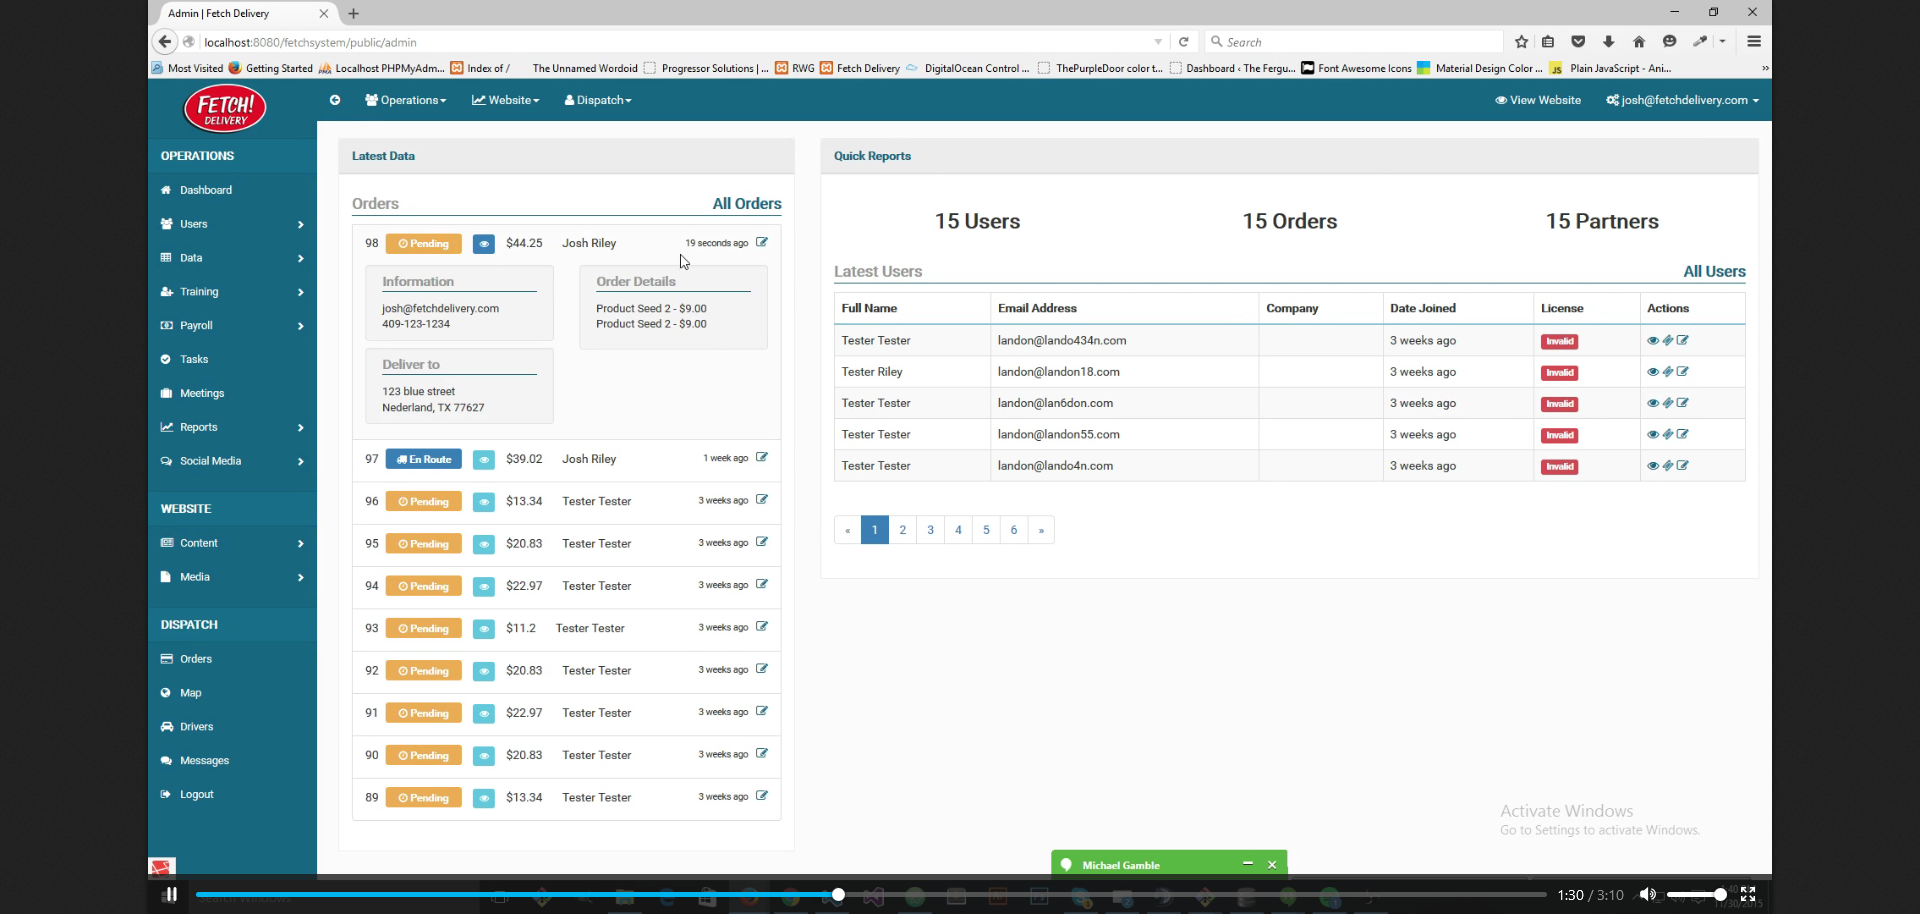 Admin | Fetch Delivery
localhost:8080/fetchsystem/public/admin
Search
Most Visited
Getting Started
Localhost PHPMyAdm...
Index of /
The Unnamed Wordoid
Progressor Solutions | ...
RWG
Fetch Delivery
DigitalOcean Control ...
ThePurpleDoor color t...
Dashboard ‹ The Fergu...
Font Awesome Icons
Material Design Color ...
Plain JavaScript - Ani...
»
FETCH!
DELIVERY
Operations
Website
Dispatch
View Website
josh@fetchdelivery.com
OPERATIONS
Dashboard
Users
Data
Training
Payroll
Tasks
Meetings
Reports
Social Media
WEBSITE
Content
Media
DISPATCH
Orders
Map
Drivers
Messages
Logout
Latest Data
Orders
All Orders
98 Pending $44.25 Josh Riley 19 seconds ago
Information
josh@fetchdelivery.com
409-123-1234
Order Details
Product Seed 2 - $9.00
Product Seed 2 - $9.00
Deliver to
123 blue street
Nederland, TX 77627
97 En Route $39.02 Josh Riley 1 week ago
96 Pending $13.34 Tester Tester 3 weeks ago
95 Pending $20.83 Tester Tester 3 weeks ago
94 Pending $22.97 Tester Tester 3 weeks ago
93 Pending $11.2 Tester Tester 3 weeks ago
92 Pending $20.83 Tester Tester 3 weeks ago
91 Pending $22.97 Tester Tester 3 weeks ago
90 Pending $20.83 Tester Tester 3 weeks ago
89 Pending $13.34 Tester Tester 3 weeks ago
Quick Reports
15 Users 15 Orders 15 Partners
Latest Users
All Users
Full Name Email Address Company Date Joined License Actions
Tester Tester landon@lando434n.com 3 weeks ago Invalid
Tester Riley landon@landon18.com 3 weeks ago Invalid
Tester Tester landon@lan6don.com 3 weeks ago Invalid
Tester Tester landon@landon55.com 3 weeks ago Invalid
Tester Tester landon@lando4n.com 3 weeks ago Invalid
« 1 2 3 4 5 6 »
Activate Windows
Go to Settings to activate Windows.
Michael Gamble
Search Windows
1:30 / 3:10